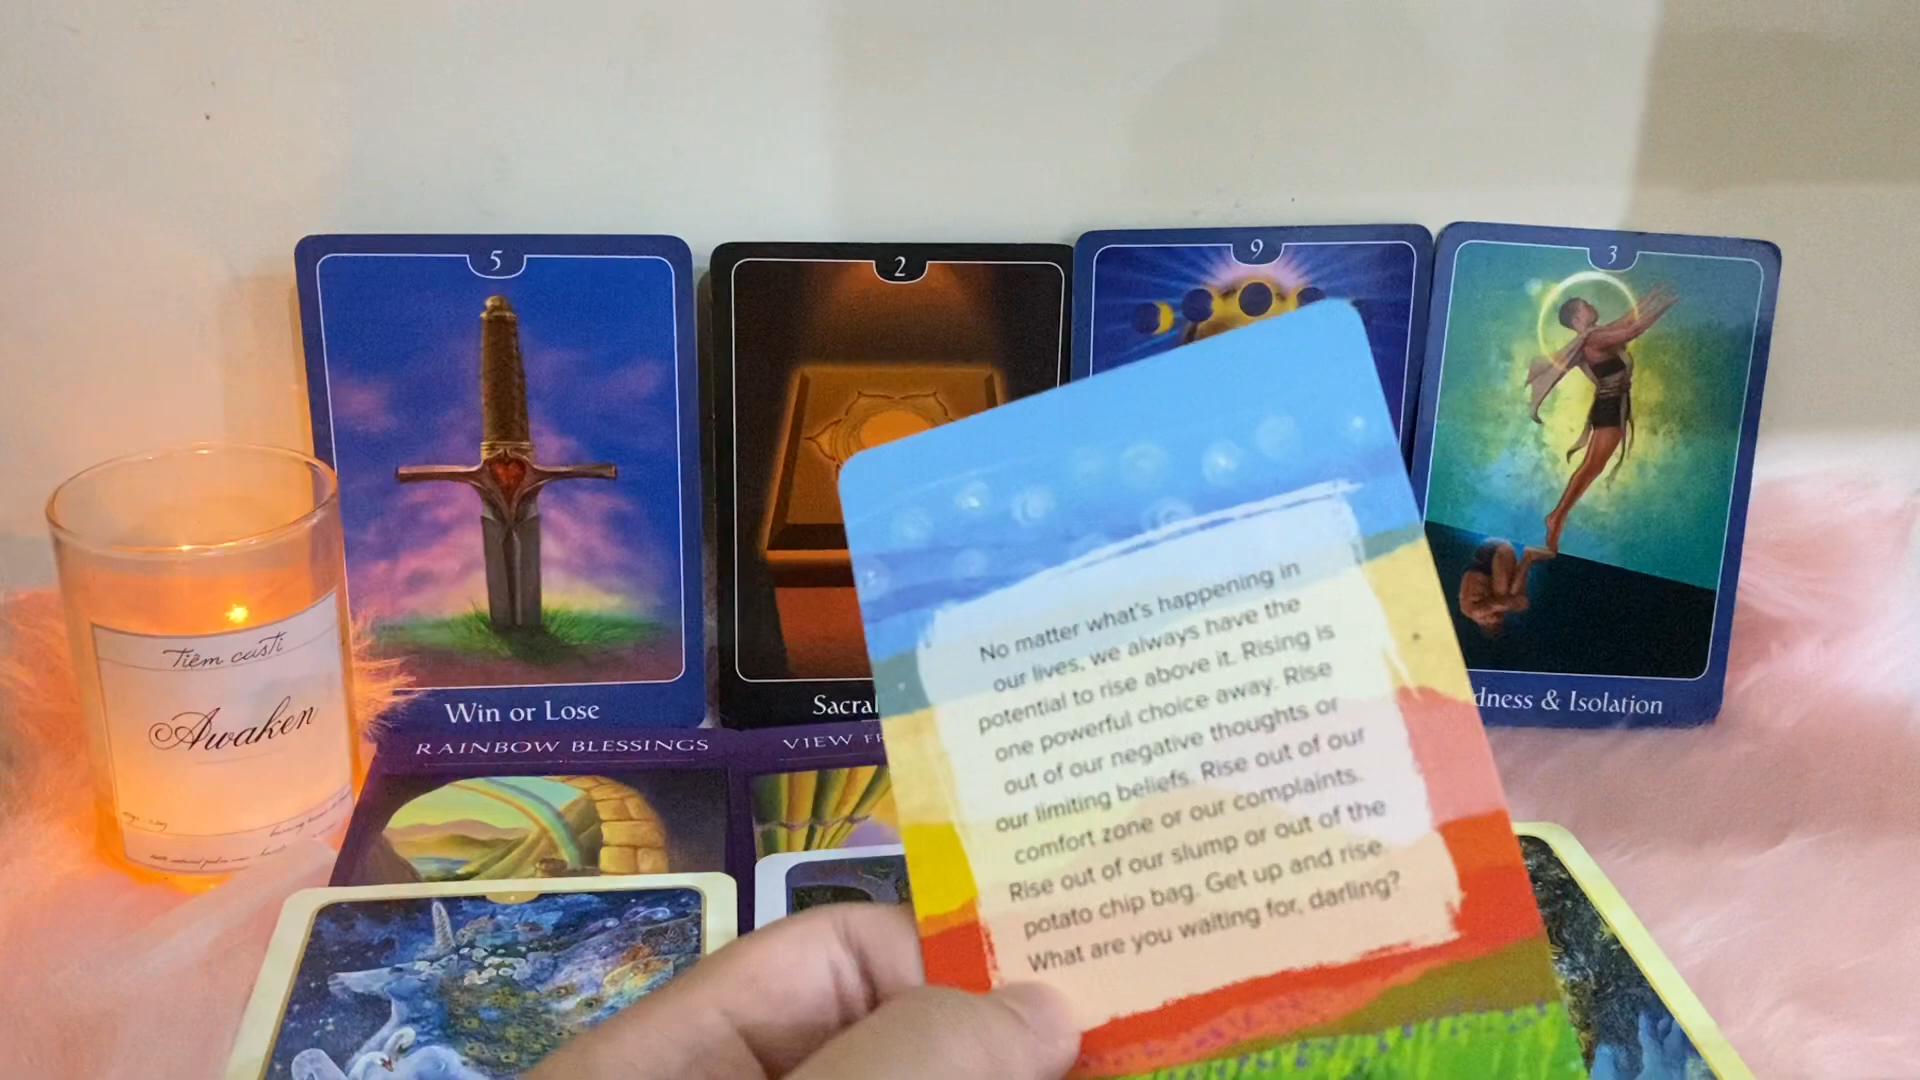 5
2
9
3
Win or Lose
Sacral
dness & Isolation
RAINBOW BLESSINGS
VIEW FR
Tiệm custi
Awaken
No matter what's happening in
our lives, we always have the
potential to rise above it. Rising is
one powerful choice away. Rise
out of our negative thoughts or
our limiting beliefs. Rise out of our
comfort zone or our complaints.
Rise out of our slump or out of the
potato chip bag. Get up and rise.
What are you waiting for, darling?